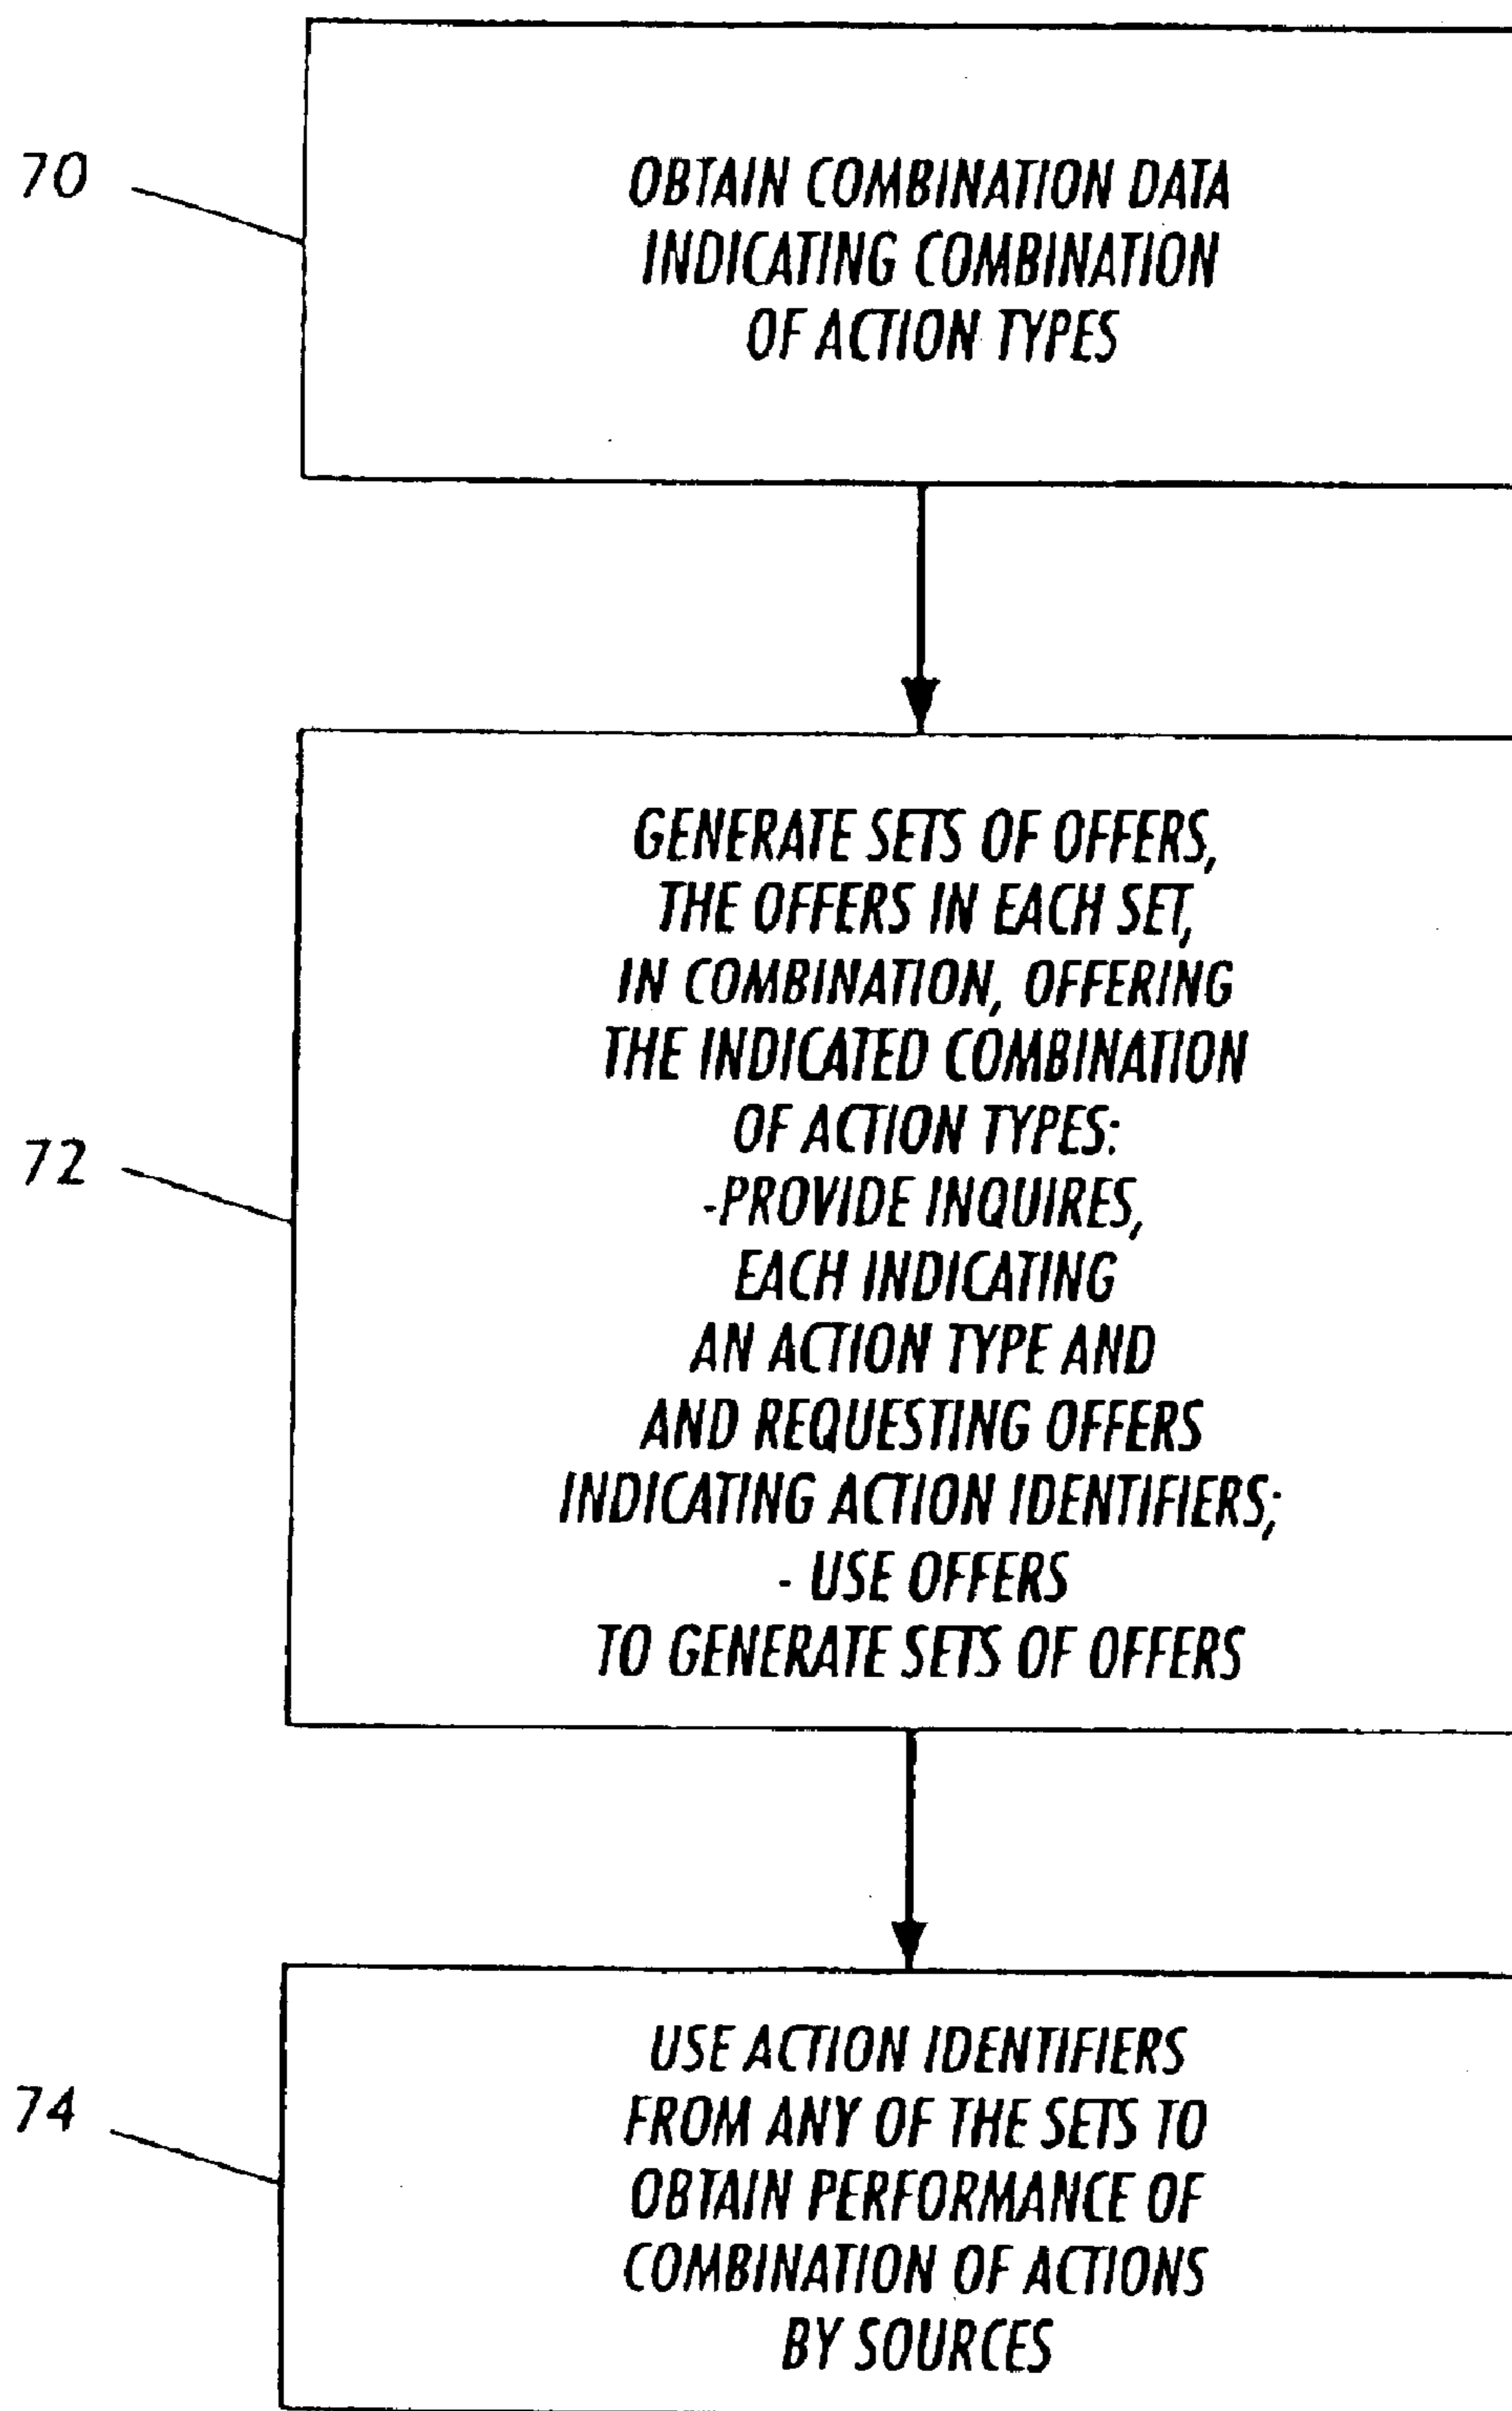 70
OBTAIN COMBINATION DATA
INDICATING COMBINATION
OF ACTION TYPES
72
GENERATE SETS OF OFFERS,
THE OFFERS IN EACH SET,
IN COMBINATION, OFFERING
THE INDICATED COMBINATION
OF ACTION TYPES:
-PROVIDE INQUIRES,
EACH INDICATING
AN ACTION TYPE AND
AND REQUESTING OFFERS
INDICATING ACTION IDENTIFIERS;
- USE OFFERS
TO GENERATE SETS OF OFFERS
74
USE ACTION IDENTIFIERS
FROM ANY OF THE SETS TO
OBTAIN PERFORMANCE OF
COMBINATION OF ACTIONS
BY SOURCES